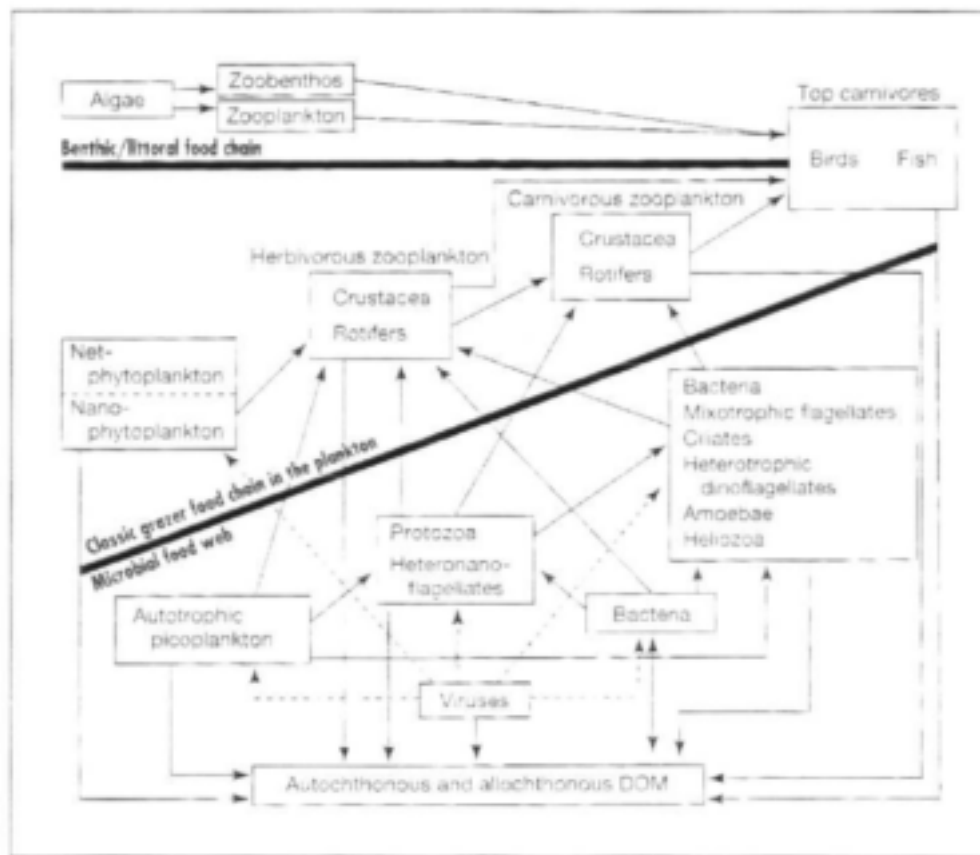 Algae
Zoobenthos
Zooplankton
Top carnivores
Birds Fish
Benthic/littoral food chain
Carnivorous zooplankton
Crustacea
Rotifers
Herbivorous zooplankton
Crustacea
Rotifers
Net-
phytoplankton
Nano-
phytoplankton
Bacteria
Mixotrophic flagellates
Ciliates
Heterotrophic
dinoflagellates
Amoebae
Heliozoa
Classic grazer food chain in the plankton
Microbial food web
Protozoa
Heteronano-
flagellates
Autotrophic
picoplankton
Bacteria
Viruses
Autochthonous and allochthonous DOM